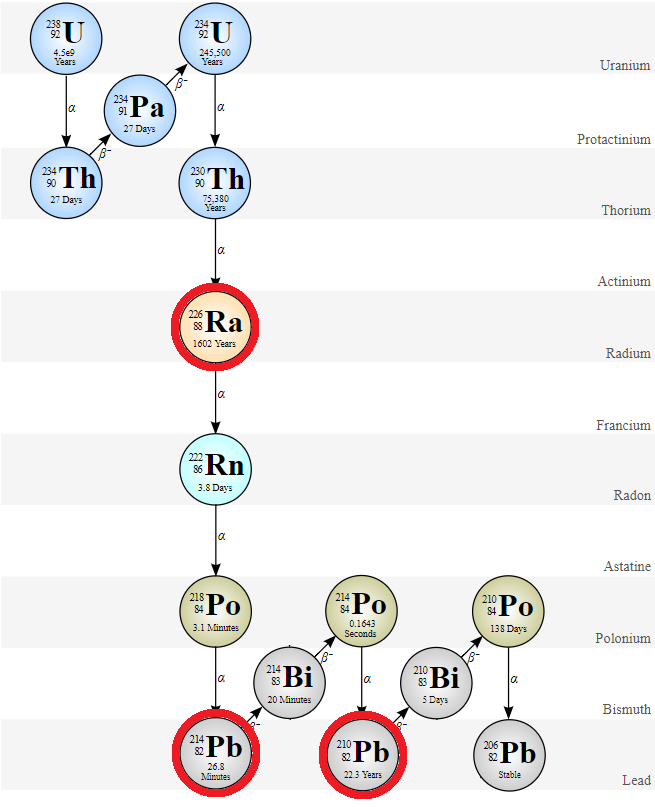 238
92 U
4.5e9
Years
234
92 U
245,500
Years
Uranium
α
β⁻
α
234
91 Pa
27 Days
Protactinium
β⁻
234
90 Th
27 Days
230
90 Th
75,380
Years
Thorium
α
Actinium
226
88 Ra
1602 Years
Radium
α
Francium
222
86 Rn
3.8 Days
Radon
α
Astatine
218
84 Po
3.1 Minutes
214
84 Po
0.1643
Seconds
210
84 Po
138 Days
Polonium
α
β⁻
α
β⁻
α
214
83 Bi
20 Minutes
210
83 Bi
5 Days
Bismuth
β⁻
β⁻
214
82 Pb
26.8
Minutes
210
82 Pb
22.3 Years
206
82 Pb
Stable
Lead